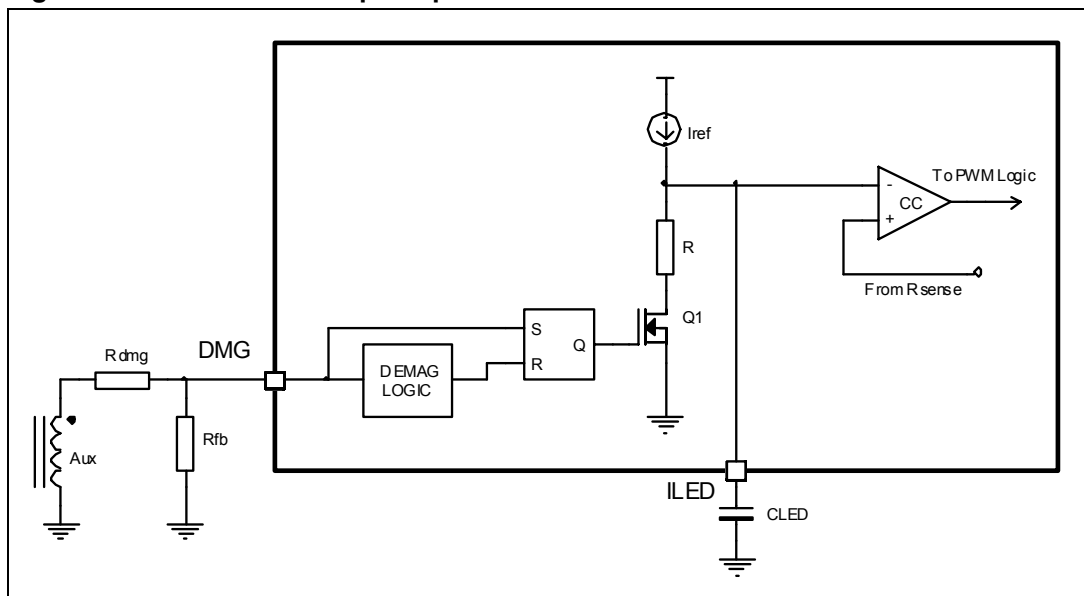 Iref
To PWM Logic
-
CC
+
R
From Rsense
Q1
S
Q
R
DMG
DEMAG
LOGIC
Rdmg
Rfb
Aux
ILED
CLED